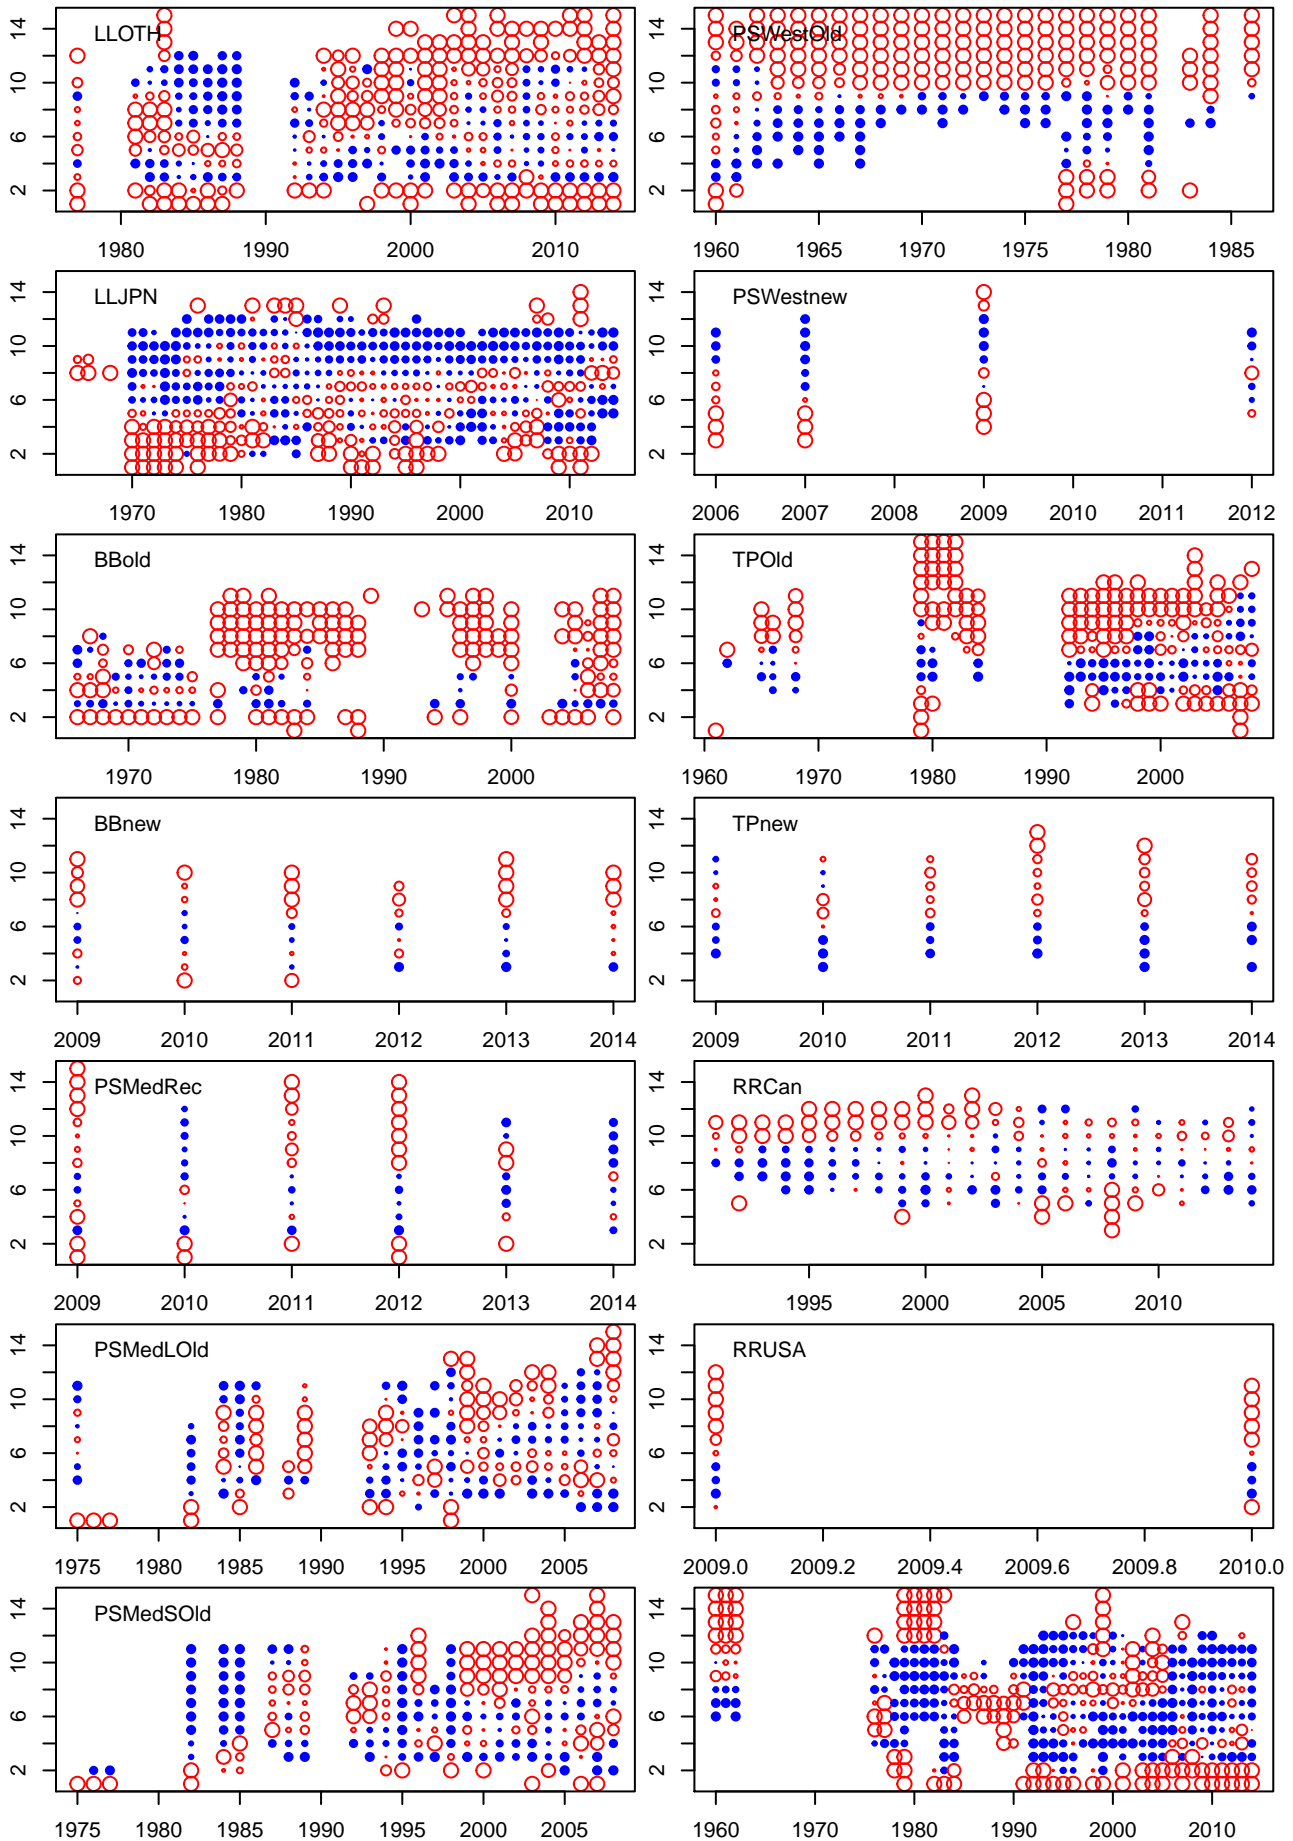 LLOTH
2 6 10 14
1980 1990 2000 2010
PSWestOld
1960 1965 1970 1975 1980 1985
LLJPN
2 6 10 14
1970 1980 1990 2000 2010
PSWestnew
2 6 10 14
2006 2007 2008 2009 2010 2011 2012
BBold
2 6 10 14
1970 1980 1990 2000
TPOld
2 6 10 14
1960 1970 1980 1990 2000
BBnew
2 6 10 14
2009 2010 2011 2012 2013 2014
TPnew
2 6 10 14
2009 2010 2011 2012 2013 2014
PSMedRec
2 6 10 14
2009 2010 2011 2012 2013 2014
RRCan
2 6 10 14
1995 2000 2005 2010
PSMedLOld
2 6 10 14
1975 1980 1985 1990 1995 2000 2005
RRUSA
2 6 10 14
2009.0 2009.2 2009.4 2009.6 2009.8 2010.0
PSMedSOld
2 6 10 14
1975 1980 1985 1990 1995 2000 2005
2 6 10 14
1960 1970 1980 1990 2000 2010